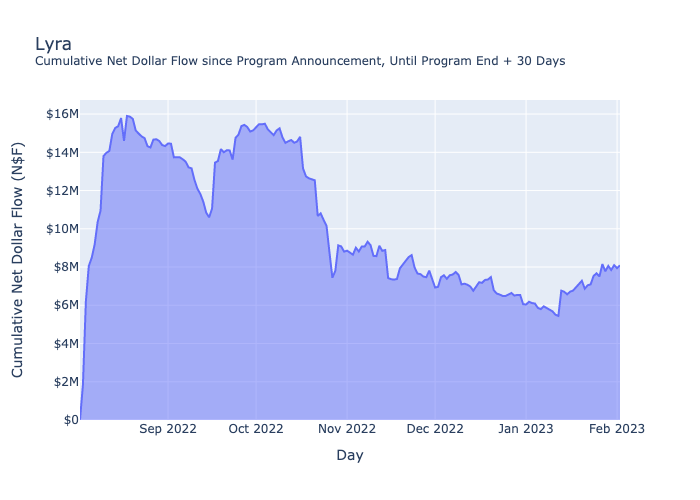 Lyra
Cumulative Net Dollar Flow since Program Announcement, Until Program End + 30 Days
Cumulative Net Dollar Flow (N$F)
$16M
$14M
$12M
$10M
$8M
$6M
$4M
$2M
$0
Sep 2022 Oct 2022 Nov 2022 Dec 2022 Jan 2023 Feb 2023
Day